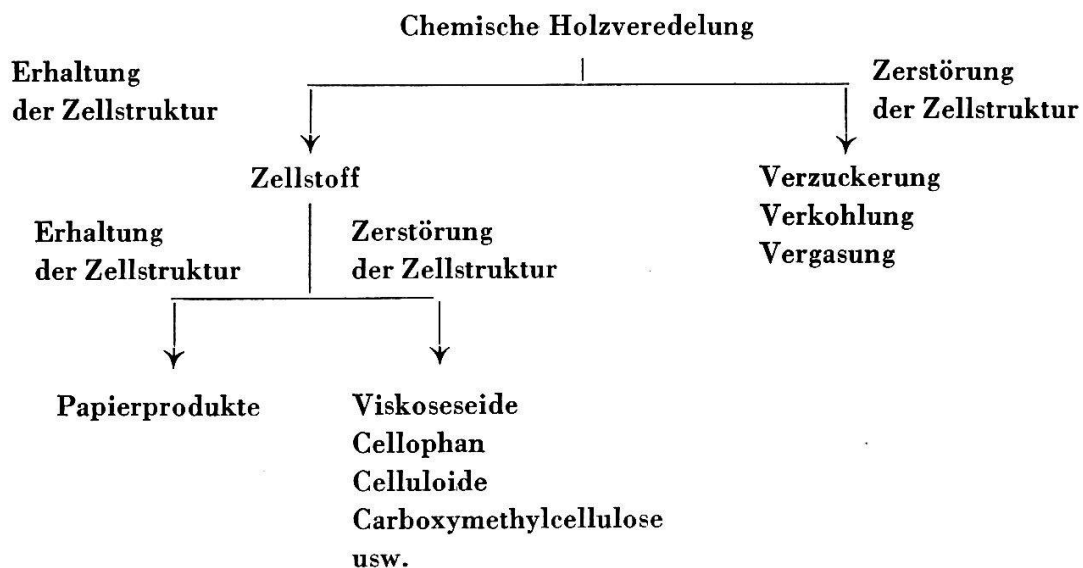 Chemische Holzveredelung
Erhaltung
der Zellstruktur
Zerstörung
der Zellstruktur
Zellstoff
Verzuckerung
Verkohlung
Vergasung
Erhaltung
der Zellstruktur
Zerstörung
der Zellstruktur
Papierprodukte
Viskoseseide
Cellophan
Celluloide
Carboxymethylcellulose
usw.